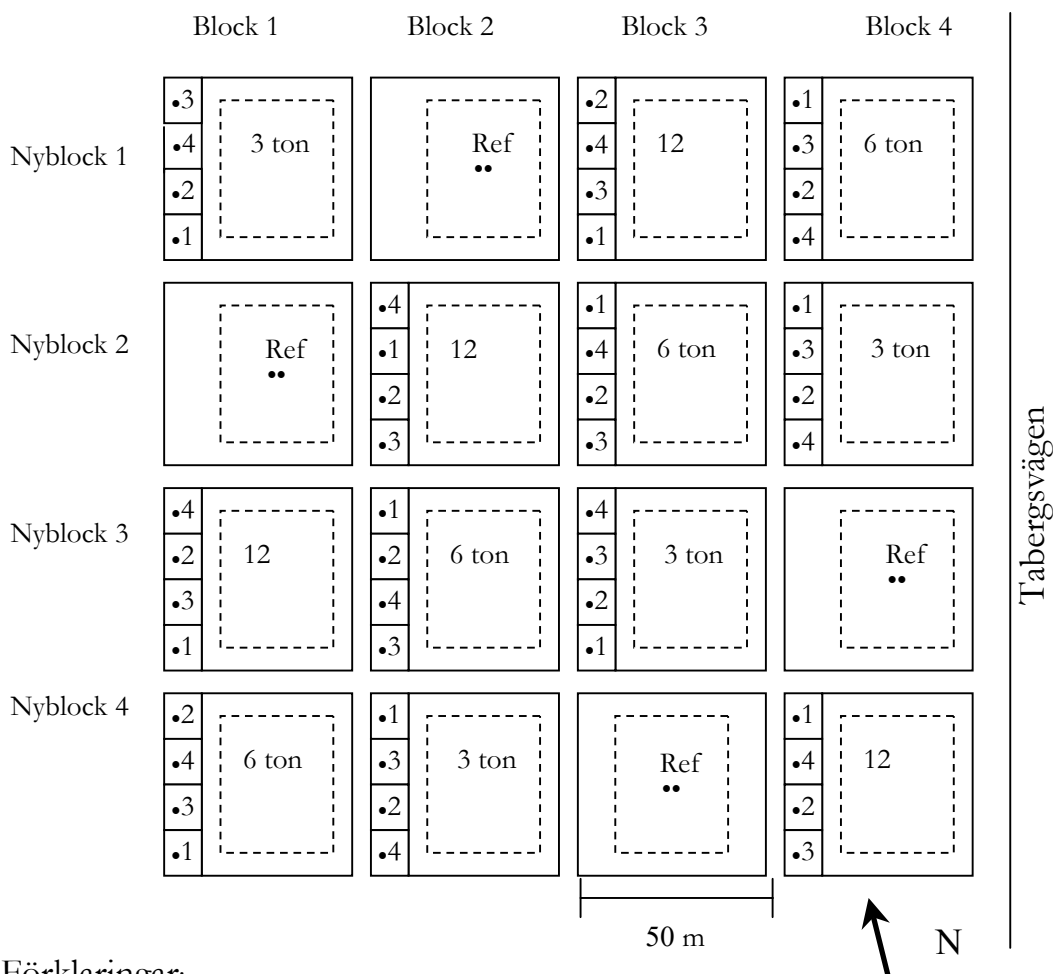 Block 1 Block 2 Block 3 Block 4
Nyblock 1
•3 •4 •2 •1
3 ton
Ref
••
•2 •4 •3 •1
12
•1 •3 •2 •4
6 ton
Nyblock 2
Ref
••
•4 •1 •2 •3
12
•1 •4 •2 •3
6 ton
•1 •3 •2 •4
3 ton
Nyblock 3
•4 •2 •3 •1
12
•1 •2 •4 •3
6 ton
•4 •3 •2 •1
3 ton
Ref
••
Nyblock 4
•2 •4 •3 •1
6 ton
•1 •3 •2 •4
3 ton
Ref
••
•1 •4 •2 •3
12
Tabergsvägen
50 m
N
Förklaringar: